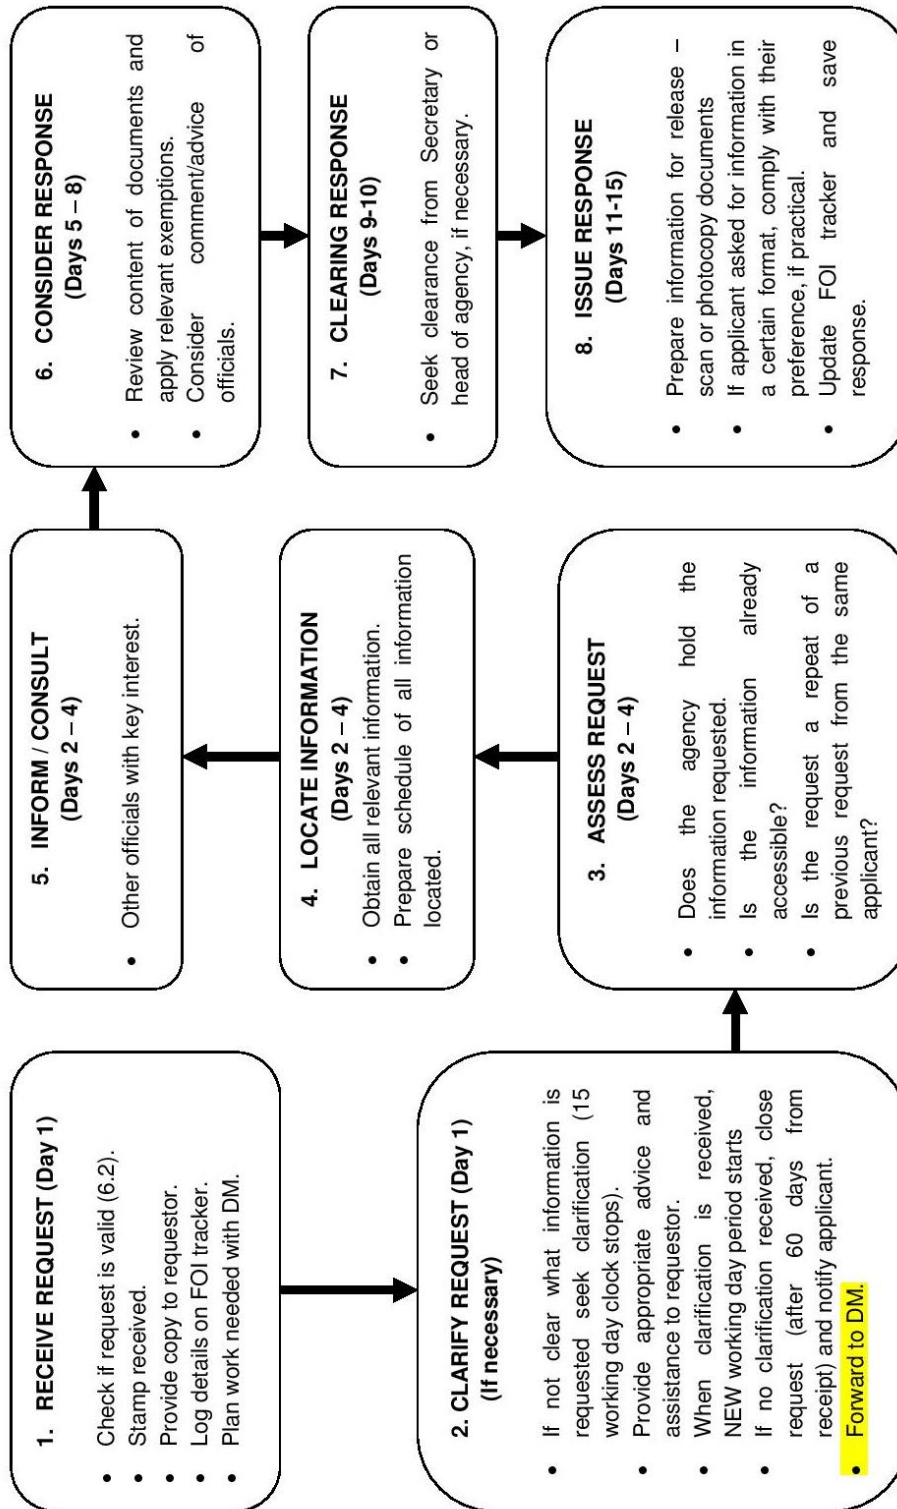 1. RECEIVE REQUEST (Day 1)
• Check if request is valid (6.2).
• Stamp received.
• Provide copy to requestor.
• Log details on FOI tracker.
• Plan work needed with DM.
2. CLARIFY REQUEST (Day 1)
(If necessary)
• If not clear what information is
requested seek clarification (15
working day clock stops).
• Provide appropriate advice and
assistance to requestor.
• When clarification is received,
NEW working day period starts
• If no clarification received, close
request (after 60 days from
receipt) and notify applicant.
• Forward to DM.
3. ASSESS REQUEST
(Days 2 – 4)
• Does the agency hold the
information requested.
• Is the information already
accessible?
• Is the request a repeat of a
previous request from the same
applicant?
4. LOCATE INFORMATION
(Days 2 – 4)
• Obtain all relevant information.
• Prepare schedule of all information
located.
5. INFORM / CONSULT
(Days 2 – 4)
• Other officials with key interest.
6. CONSIDER RESPONSE
(Days 5 – 8)
• Review content of documents and
apply relevant exemptions.
• Consider comment/advice of
officials.
7. CLEARING RESPONSE
(Days 9-10)
• Seek clearance from Secretary or
head of agency, if necessary.
8. ISSUE RESPONSE
(Days 11-15)
• Prepare information for release –
scan or photocopy documents
• If applicant asked for information in
a certain format, comply with their
preference, if practical.
• Update FOI tracker and save
response.